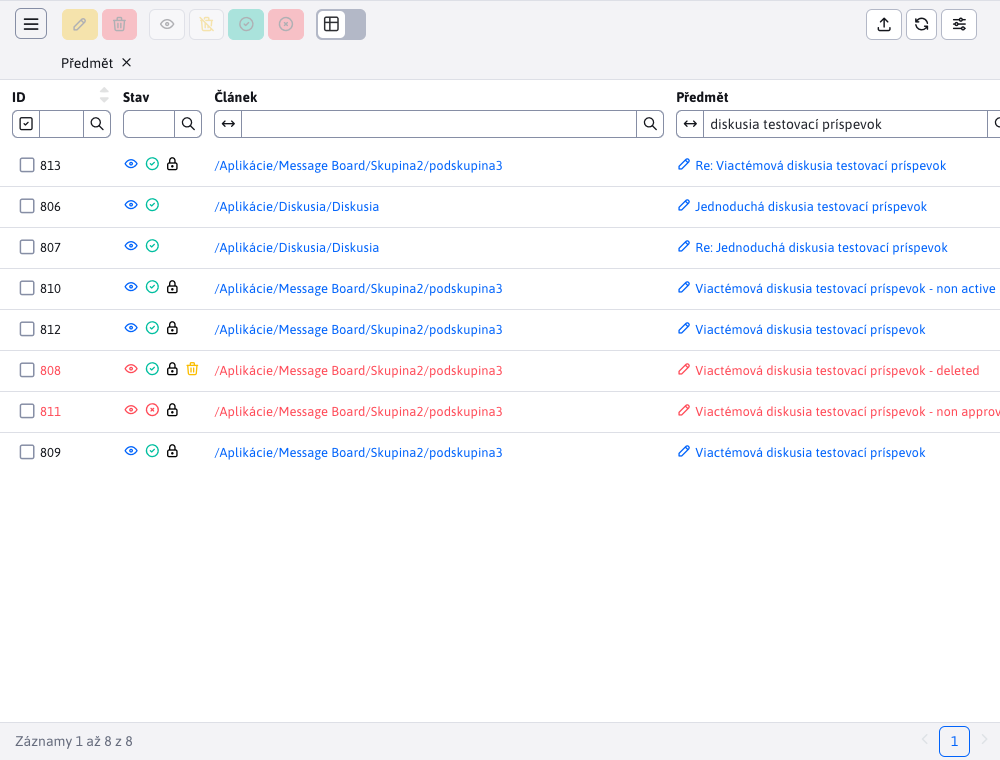 Předmět
ID Stav Článek Předmět
diskusia testovací príspevok
813 /Aplikácie/Message Board/Skupina2/podskupina3 Re: Viactémová diskusia testovací príspevok
806 /Aplikácie/Diskusia/Diskusia Jednoduchá diskusia testovací príspevok
807 /Aplikácie/Diskusia/Diskusia Re: Jednoduchá diskusia testovací príspevok
810 /Aplikácie/Message Board/Skupina2/podskupina3 Viactémová diskusia testovací príspevok - non active
812 /Aplikácie/Message Board/Skupina2/podskupina3 Viactémová diskusia testovací príspevok
808 /Aplikácie/Message Board/Skupina2/podskupina3 Viactémová diskusia testovací príspevok - deleted
811 /Aplikácie/Message Board/Skupina2/podskupina3 Viactémová diskusia testovací príspevok - non approv
809 /Aplikácie/Message Board/Skupina2/podskupina3 Viactémová diskusia testovací príspevok
Záznamy 1 až 8 z 8
1